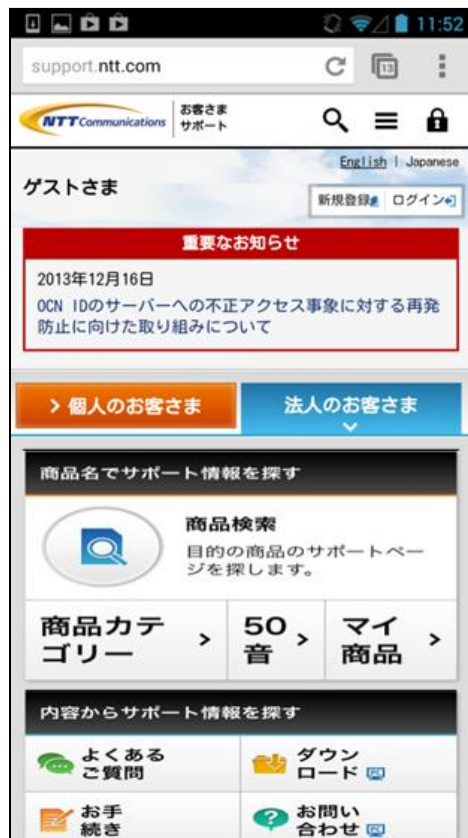 11:52
support.ntt.com
13
NTT Communications
お客さま
サポート
English | Japanese
ゲストさま
新規登録 ログイン
重要なお知らせ
2013年12月16日
OCN IDのサーバーへの不正アクセス事象に対する再発
防止に向けた取り組みについて
> 個人のお客さま
法人のお客さま
商品名でサポート情報を探す
商品検索
目的の商品のサポートペー
ジを探します。
商品カテ
ゴリー
50
音
マイ
商品
内容からサポート情報を探す
よくある
ご質問
ダウン
ロード
お手
続き
お問い
合わせ